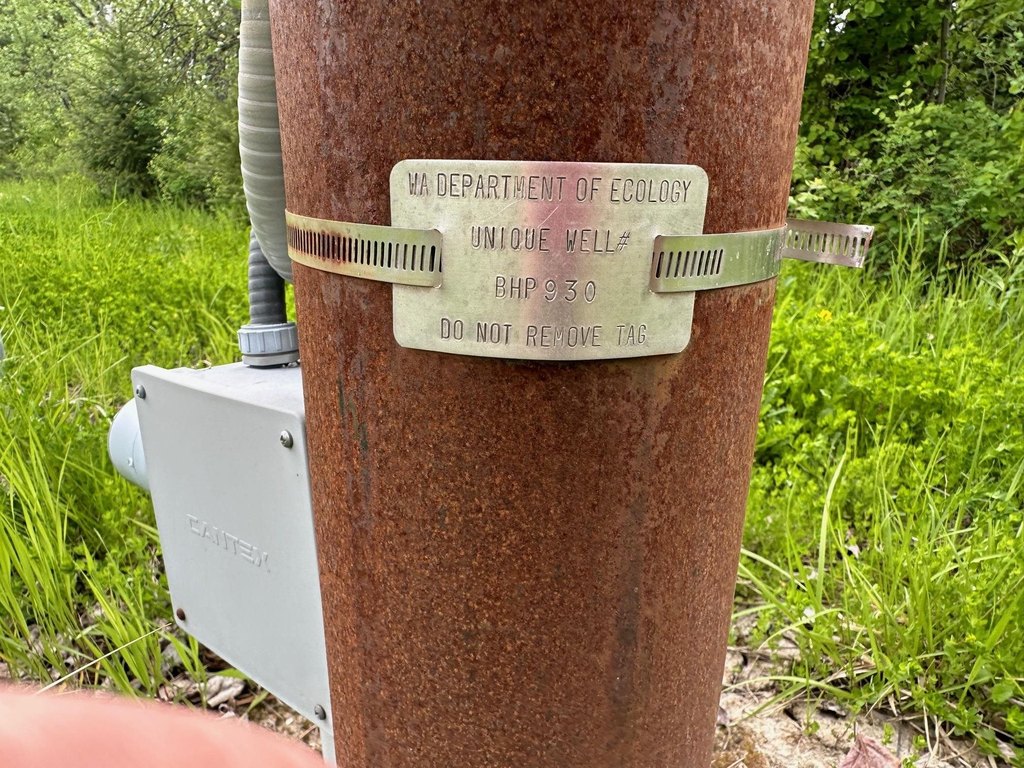 WA DEPARTMENT OF ECOLOGY
UNIQUE WELL#
BHP930
DO NOT REMOVE TAG
CANTEX